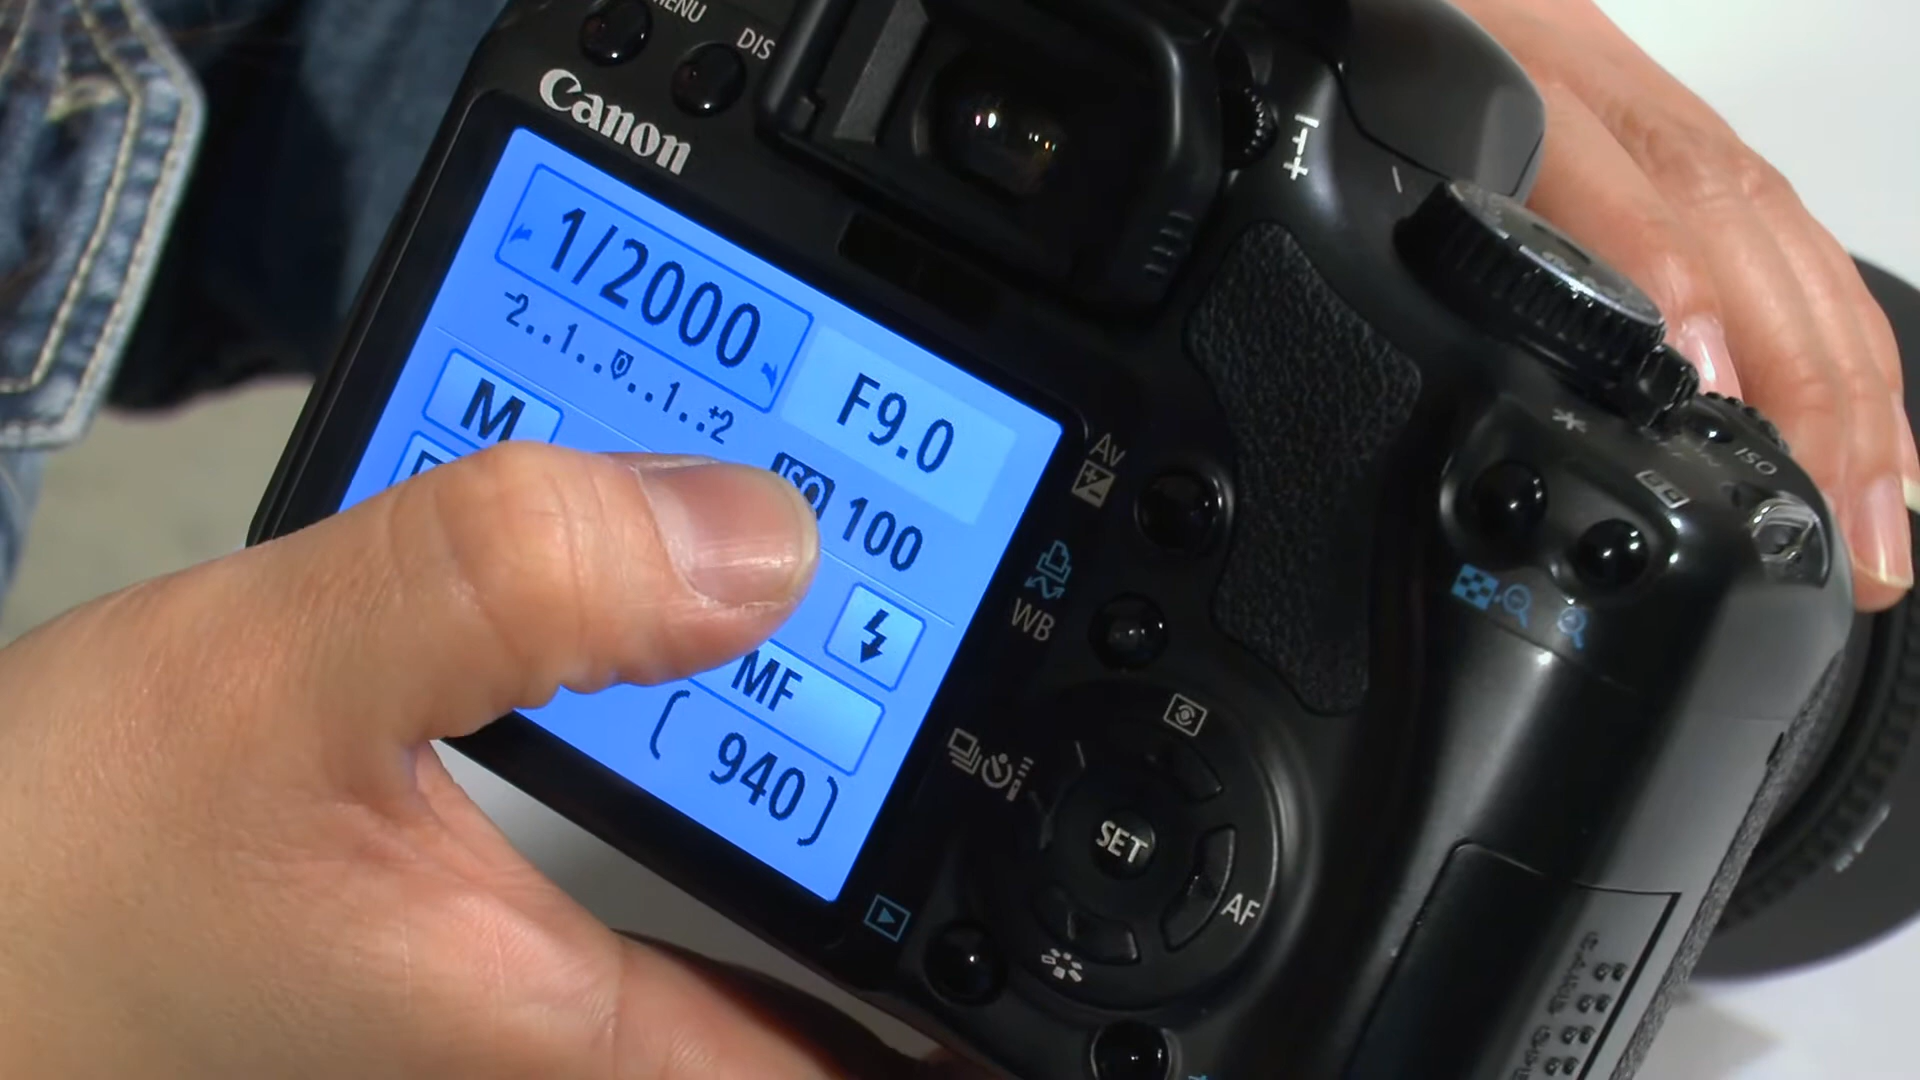 MENU
DIS
Canon
1/2000
-2..1..0..1..+2
F9.0
M
ISO 100
MF
( 940 )
Av
WB
SET
AF
ISO